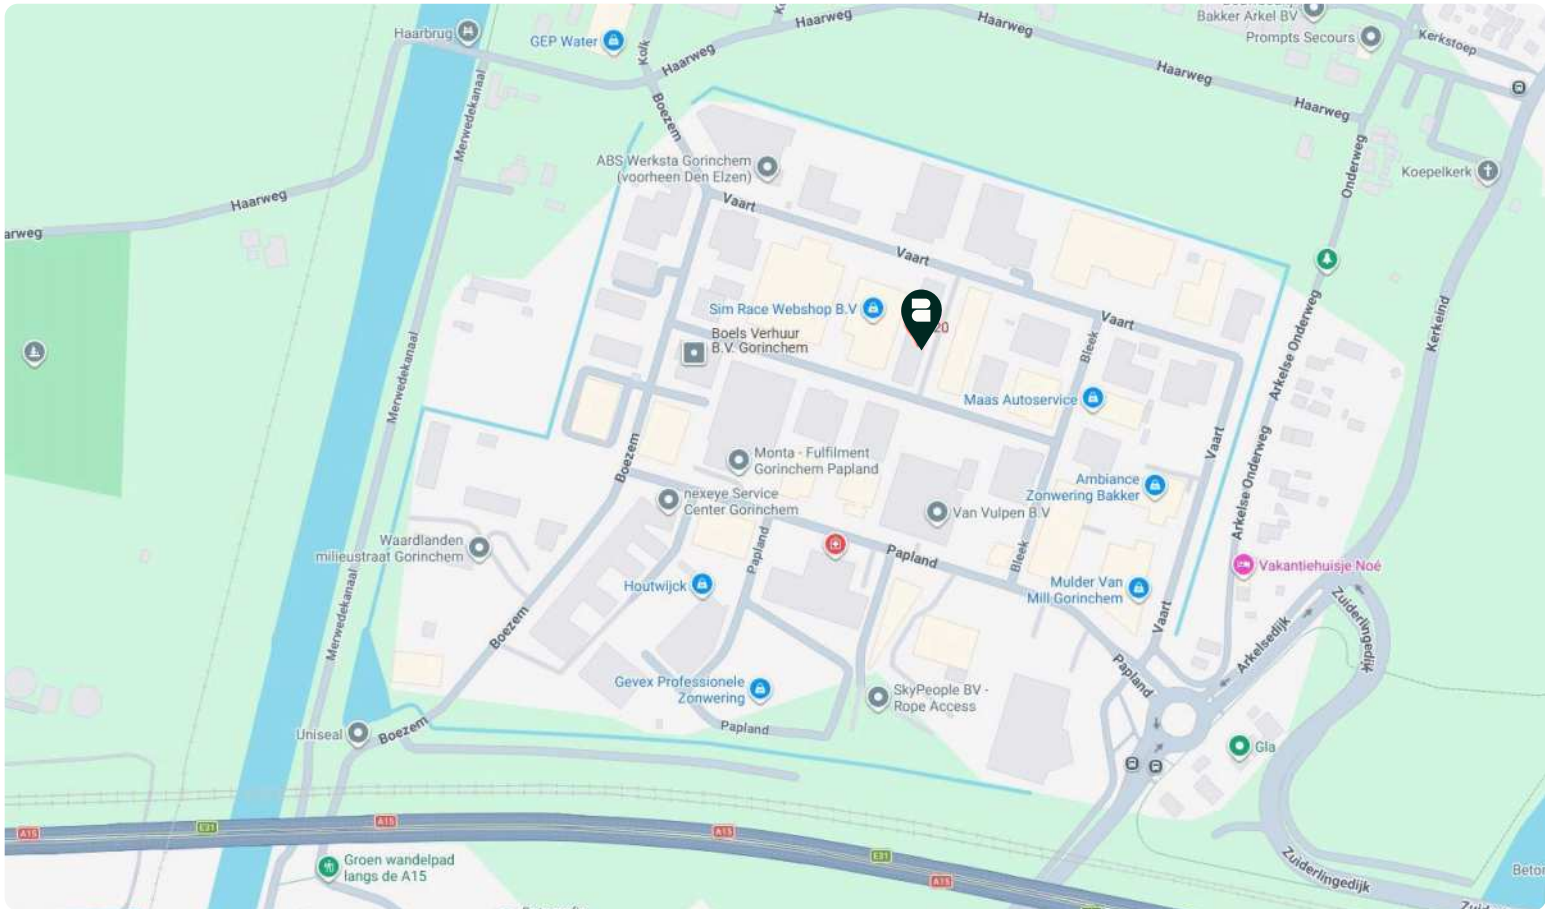 Haarbrug
GEP Water
Kolk
Haarweg
Haarweg
Haarweg
Bakker Arkel BV
Prompts Secours
Kerkstoep
Haarweg
Haarweg
Boezem
Merwedekanaal
ABS Werksta Gorinchem
(voorheen Den Elzen)
Koepelkerk
Onderweg
Haarweg
arweg
Vaart
Vaart
Sim Race Webshop B.V
20
Vaart
Boels Verhuur
B.V. Gorinchem
Bleek
Arkelse Onderweg
Kerkeind
Merwedekanaal
Maas Autoservice
Boezem
Monta - Fulfilment
Gorinchem Papland
Vaart
Ambiance
Zonwering Bakker
Arkelse Onderweg
nexeye Service
Center Gorinchem
Van Vulpen B.V
Waardlanden
milieustraat Gorinchem
Papland
Papland
Bleek
Vakantiehuisje Noé
Houtwijck
Mulder Van
Mill Gorinchem
Merwedekanaal
Boezem
Vaart
Arkelsedijk
Zuiderlingedijk
Papland
Gevex Professionele
Zonwering
SkyPeople BV -
Rope Access
Papland
Uniseal
Boezem
Gla
A15
E31
A15
A15
E31
A15
Groen wandelpad
langs de A15
Zuiderlingedijk
Beton